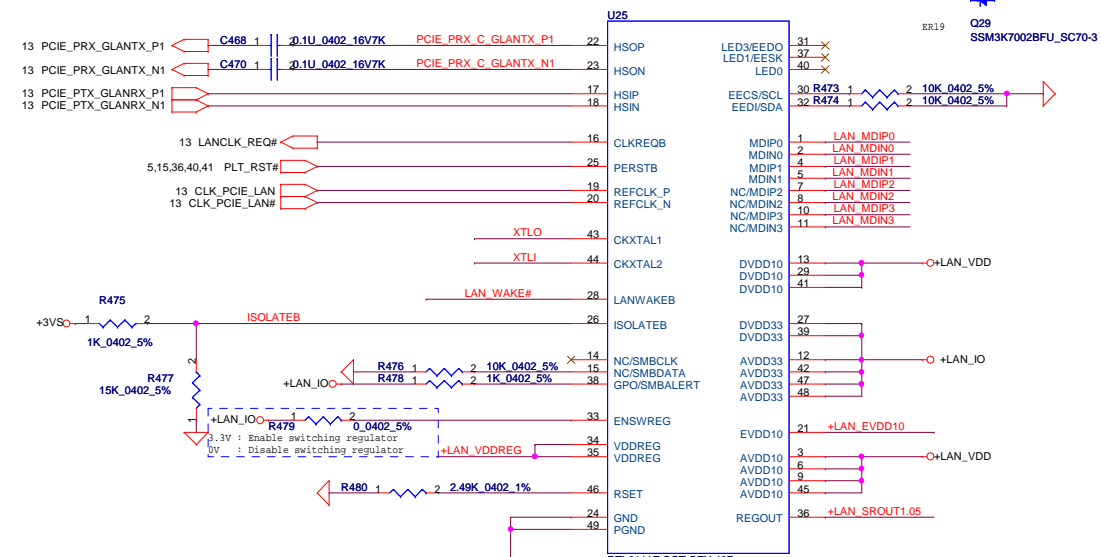 U25
ER19
Q29
SSM3K7002BFU_SC70-3
13 PCIE_PRX_GLANTX_P1 C468 1 2 0.1U_0402_16V7K PCIE_PRX_C_GLANTX_P1 22 HSOP
13 PCIE_PRX_GLANTX_N1 C470 1 2 0.1U_0402_16V7K PCIE_PRX_C_GLANTX_N1 23 HSON
13 PCIE_PTX_GLANRX_P1 17 HSIP
13 PCIE_PTX_GLANRX_N1 18 HSIN
13 LANCLK_REQ# 16 CLKREQB
5,15,36,40,41 PLT_RST# 25 PERSTB
13 CLK_PCIE_LAN 19 REFCLK_P
13 CLK_PCIE_LAN# 20 REFCLK_N
XTLO 43 CKXTAL1
XTLI 44 CKXTAL2
LAN_WAKE# 28 LANWAKEB
R475
+3VS 1 2 ISOLATEB 26 ISOLATEB
1K_0402_5%
2
R477
15K_0402_5%
1
14 NC/SMBCLK
R476 1 2 10K_0402_5% 15 NC/SMBDATA
+LAN_IO R478 1 2 1K_0402_5% 38 GPO/SMBALERT
+LAN_IO 1 2 33 ENSWREG
R479 0_0402_5%
3.3V : Enable switching regulator
0V : Disable switching regulator
34 VDDREG
+LAN_VDDREG 35 VDDREG
R480 1 2 2.49K_0402_1% 46 RSET
24 GND
49 PGND
LED3/EEDO 31
LED1/EESK 37
LED0 40
EECS/SCL 30 R473 1 2 10K_0402_5%
EEDI/SDA 32 R474 1 2 10K_0402_5%
MDIP0 1 LAN_MDIP0
MDIN0 2 LAN_MDIN0
MDIP1 4 LAN_MDIP1
MDIN1 5 LAN_MDIN1
NC/MDIP2 7 LAN_MDIP2
NC/MDIN2 8 LAN_MDIN2
NC/MDIP3 10 LAN_MDIP3
NC/MDIN3 11 LAN_MDIN3
DVDD10 13 +LAN_VDD
DVDD10 29
DVDD10 41
DVDD33 27
DVDD33 39
AVDD33 12 +LAN_IO
AVDD33 42
AVDD33 47
AVDD33 48
EVDD10 21 +LAN_EVDD10
AVDD10 3 +LAN_VDD
AVDD10 6
AVDD10 9
AVDD10 45
REGOUT 36 +LAN_SROUT1.05